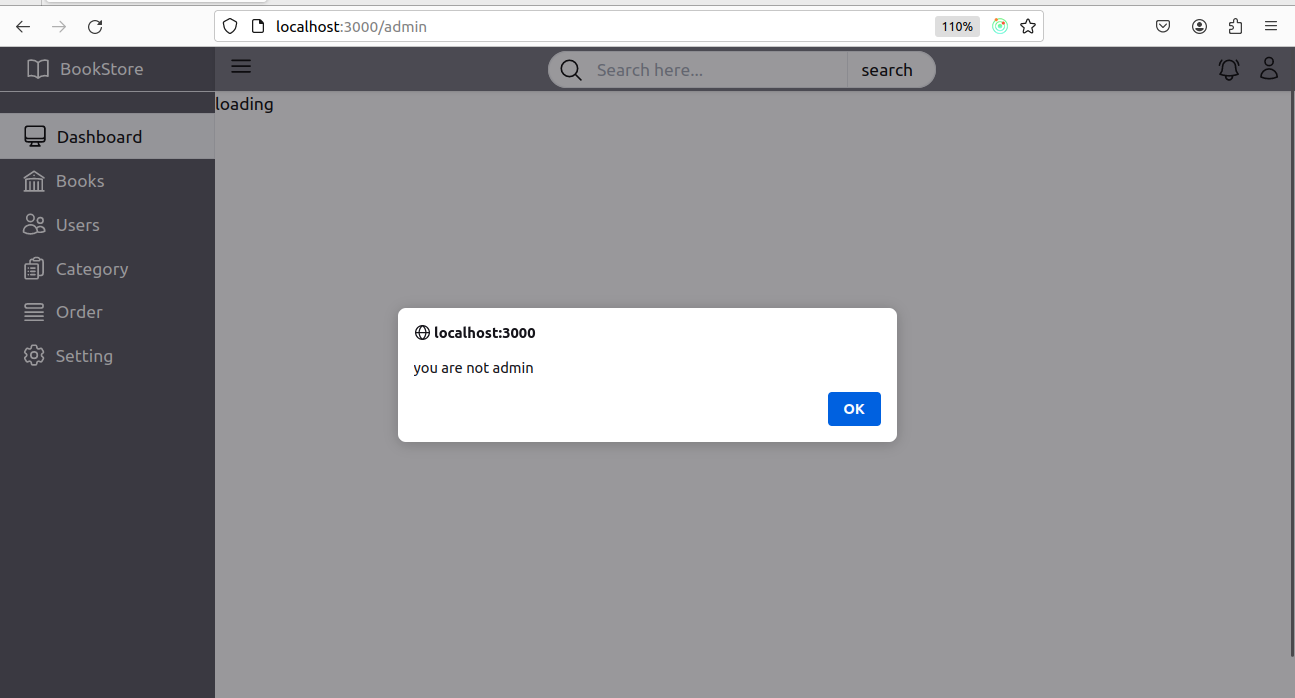 localhost:3000/admin
110%
BookStore
Search here...
search
loading
Dashboard
Books
Users
Category
Order
Setting
localhost:3000
you are not admin
OK